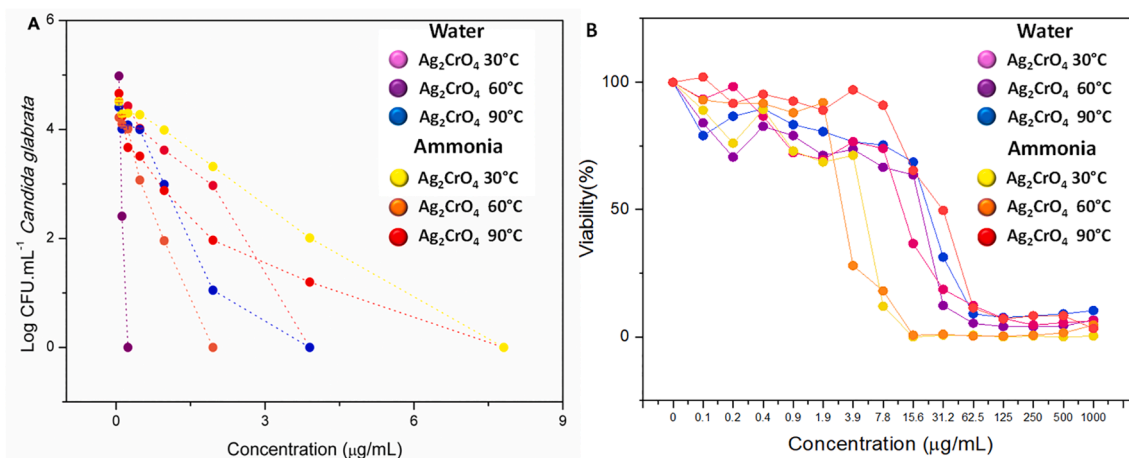 A
Log CFU.mL⁻¹ Candida glabrata
6
4
2
0
0
3
6
9
Concentration (μg/mL)
Water
Ag₂CrO₄ 30°C
Ag₂CrO₄ 60°C
Ag₂CrO₄ 90°C
Ammonia
Ag₂CrO₄ 30°C
Ag₂CrO₄ 60°C
Ag₂CrO₄ 90°C
B
Viability(%)
100
50
0
0 0.1 0.2 0.4 0.9 1.9 3.9 7.8 15.6 31.2 62.5 125 250 500 1000
Concentration (μg/mL)
Water
Ag₂CrO₄ 30°C
Ag₂CrO₄ 60°C
Ag₂CrO₄ 90°C
Ammonia
Ag₂CrO₄ 30°C
Ag₂CrO₄ 60°C
Ag₂CrO₄ 90°C